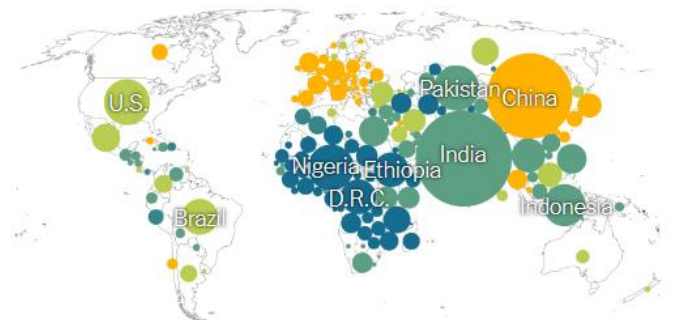 U.S.
Pakistan
China
India
Nigeria
Ethiopia
D.R.C.
Indonesia
Brazil